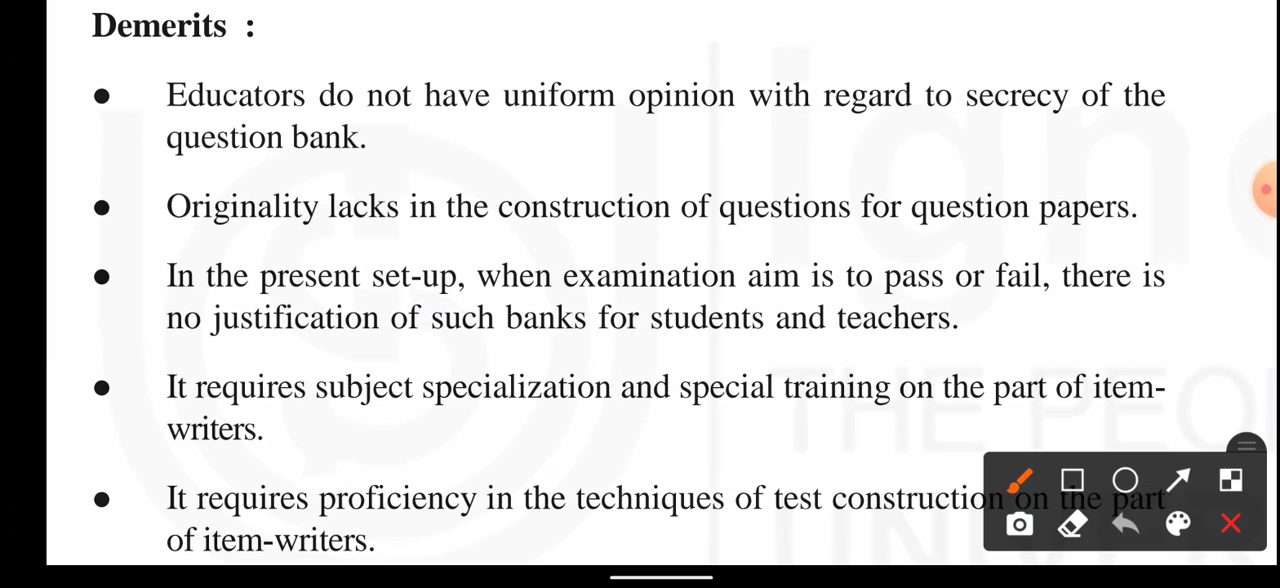 Demerits :
● Educators do not have uniform opinion with regard to secrecy of the
question bank.
● Originality lacks in the construction of questions for question papers.
● In the present set-up, when examination aim is to pass or fail, there is
no justification of such banks for students and teachers.
● It requires subject specialization and special training on the part of item-
writers.
● It requires proficiency in the techniques of test construction on the part
of item-writers.